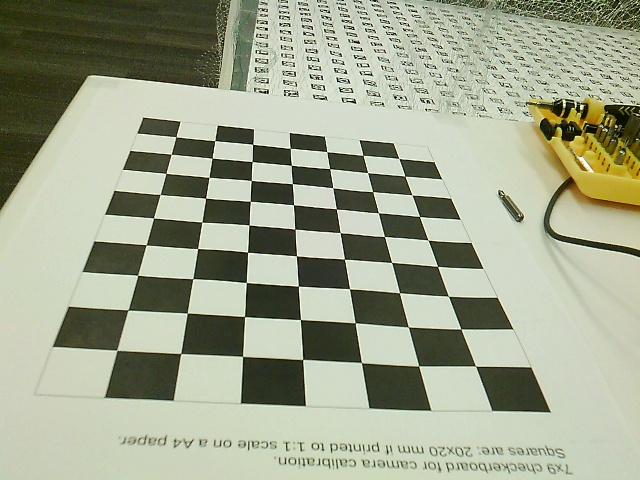 7x9 checkerboard for camera calibration.
Squares are: 20x20 mm if printed to 1:1 scale on a A4 paper.